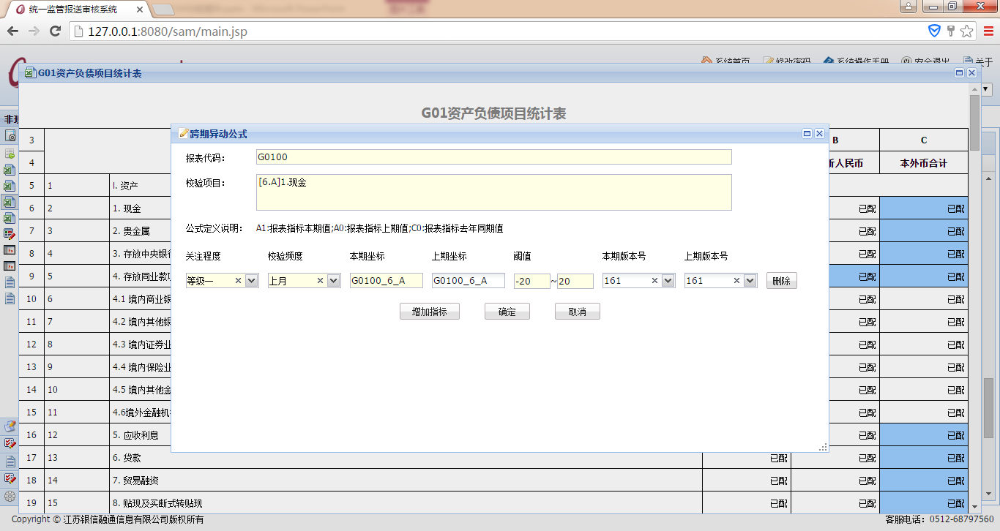 统一监管报送审核系统
127.0.0.1:8080/sam/main.jsp
系统首页 修改密码 系统操作手册 安全退出 关于
G01资产负债项目统计表
G01资产负债项目统计表
跨期异动公式
报表代码： G0100
校验项目： [6.A]1.现金
公式定义说明： A1:报表指标本期值;A0:报表指标上期值;C0:报表指标去年同期值
关注程度 校验频度 本期坐标 上期坐标 阈值 本期版本号 上期版本号
等级一 上月 G0100_6_A G0100_6_A -20 ~ 20 161 161 删除
增加指标 确定 取消
3 B C
4 人民币 本外币合计
5 1 I. 资产
6 2 1. 现金 已配 已配
7 3 2. 贵金属 已配 已配
8 4 3. 存放中央银行 已配 已配
9 5 4. 存放同业款项 已配 已配
10 6 4.1 境内商业银 已配 已配
11 7 4.2 境内其他银 已配 已配
12 8 4.3 境内证券业 已配 已配
13 9 4.4 境内保险业 已配 已配
14 10 4.5 境内其他金 已配 已配
15 11 4.6境外金融机 已配 已配
16 12 5. 应收利息 已配 已配
17 13 6. 贷款 已配 已配 已配
18 14 7. 贸易融资 已配 已配 已配
19 15 8. 贴现及买断式转贴现 已配 已配 已配
Copyright © 江苏银信融通信息有限公司版权所有
客服电话：0512-68797560